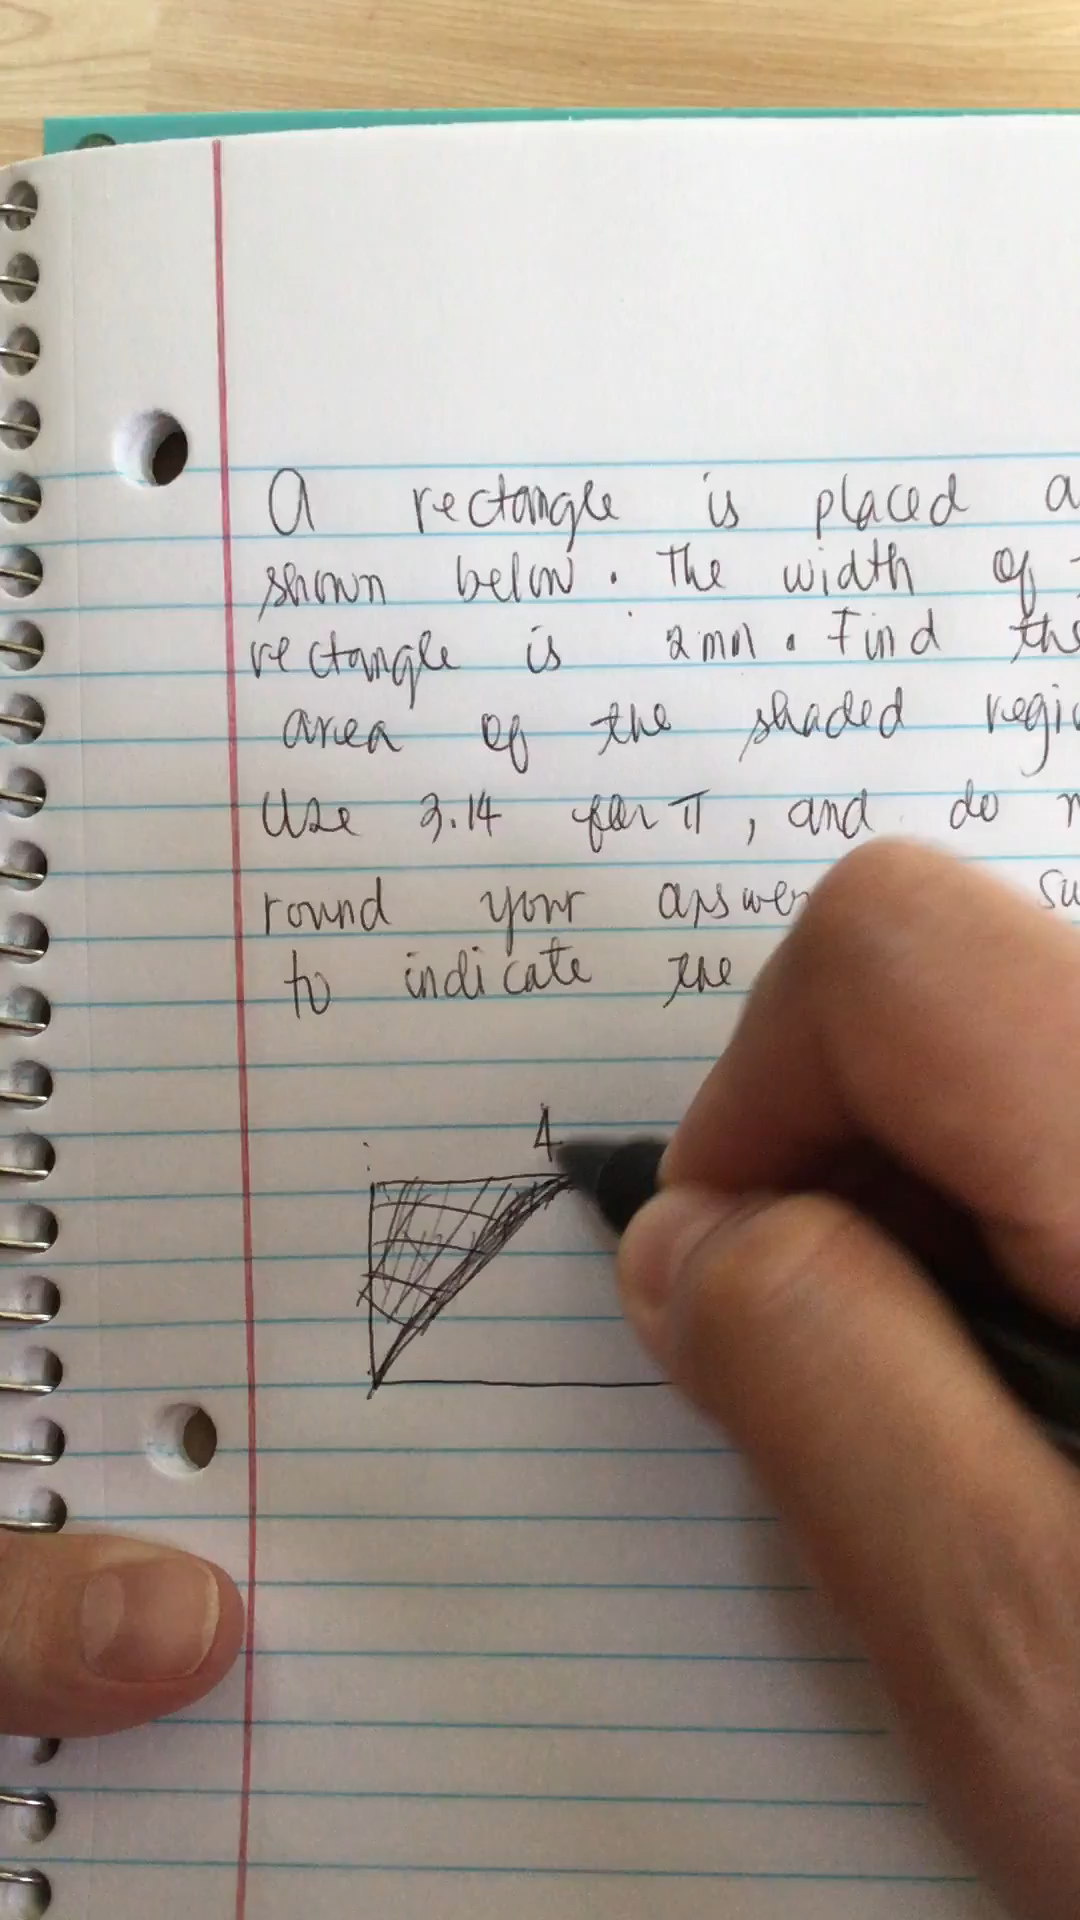 A rectangle is placed a
shown below. The width of
rectangle is 2mm. Find the
area of the shaded regi
Use 3.14 for π, and do n
round your answer su
to indicate the
4